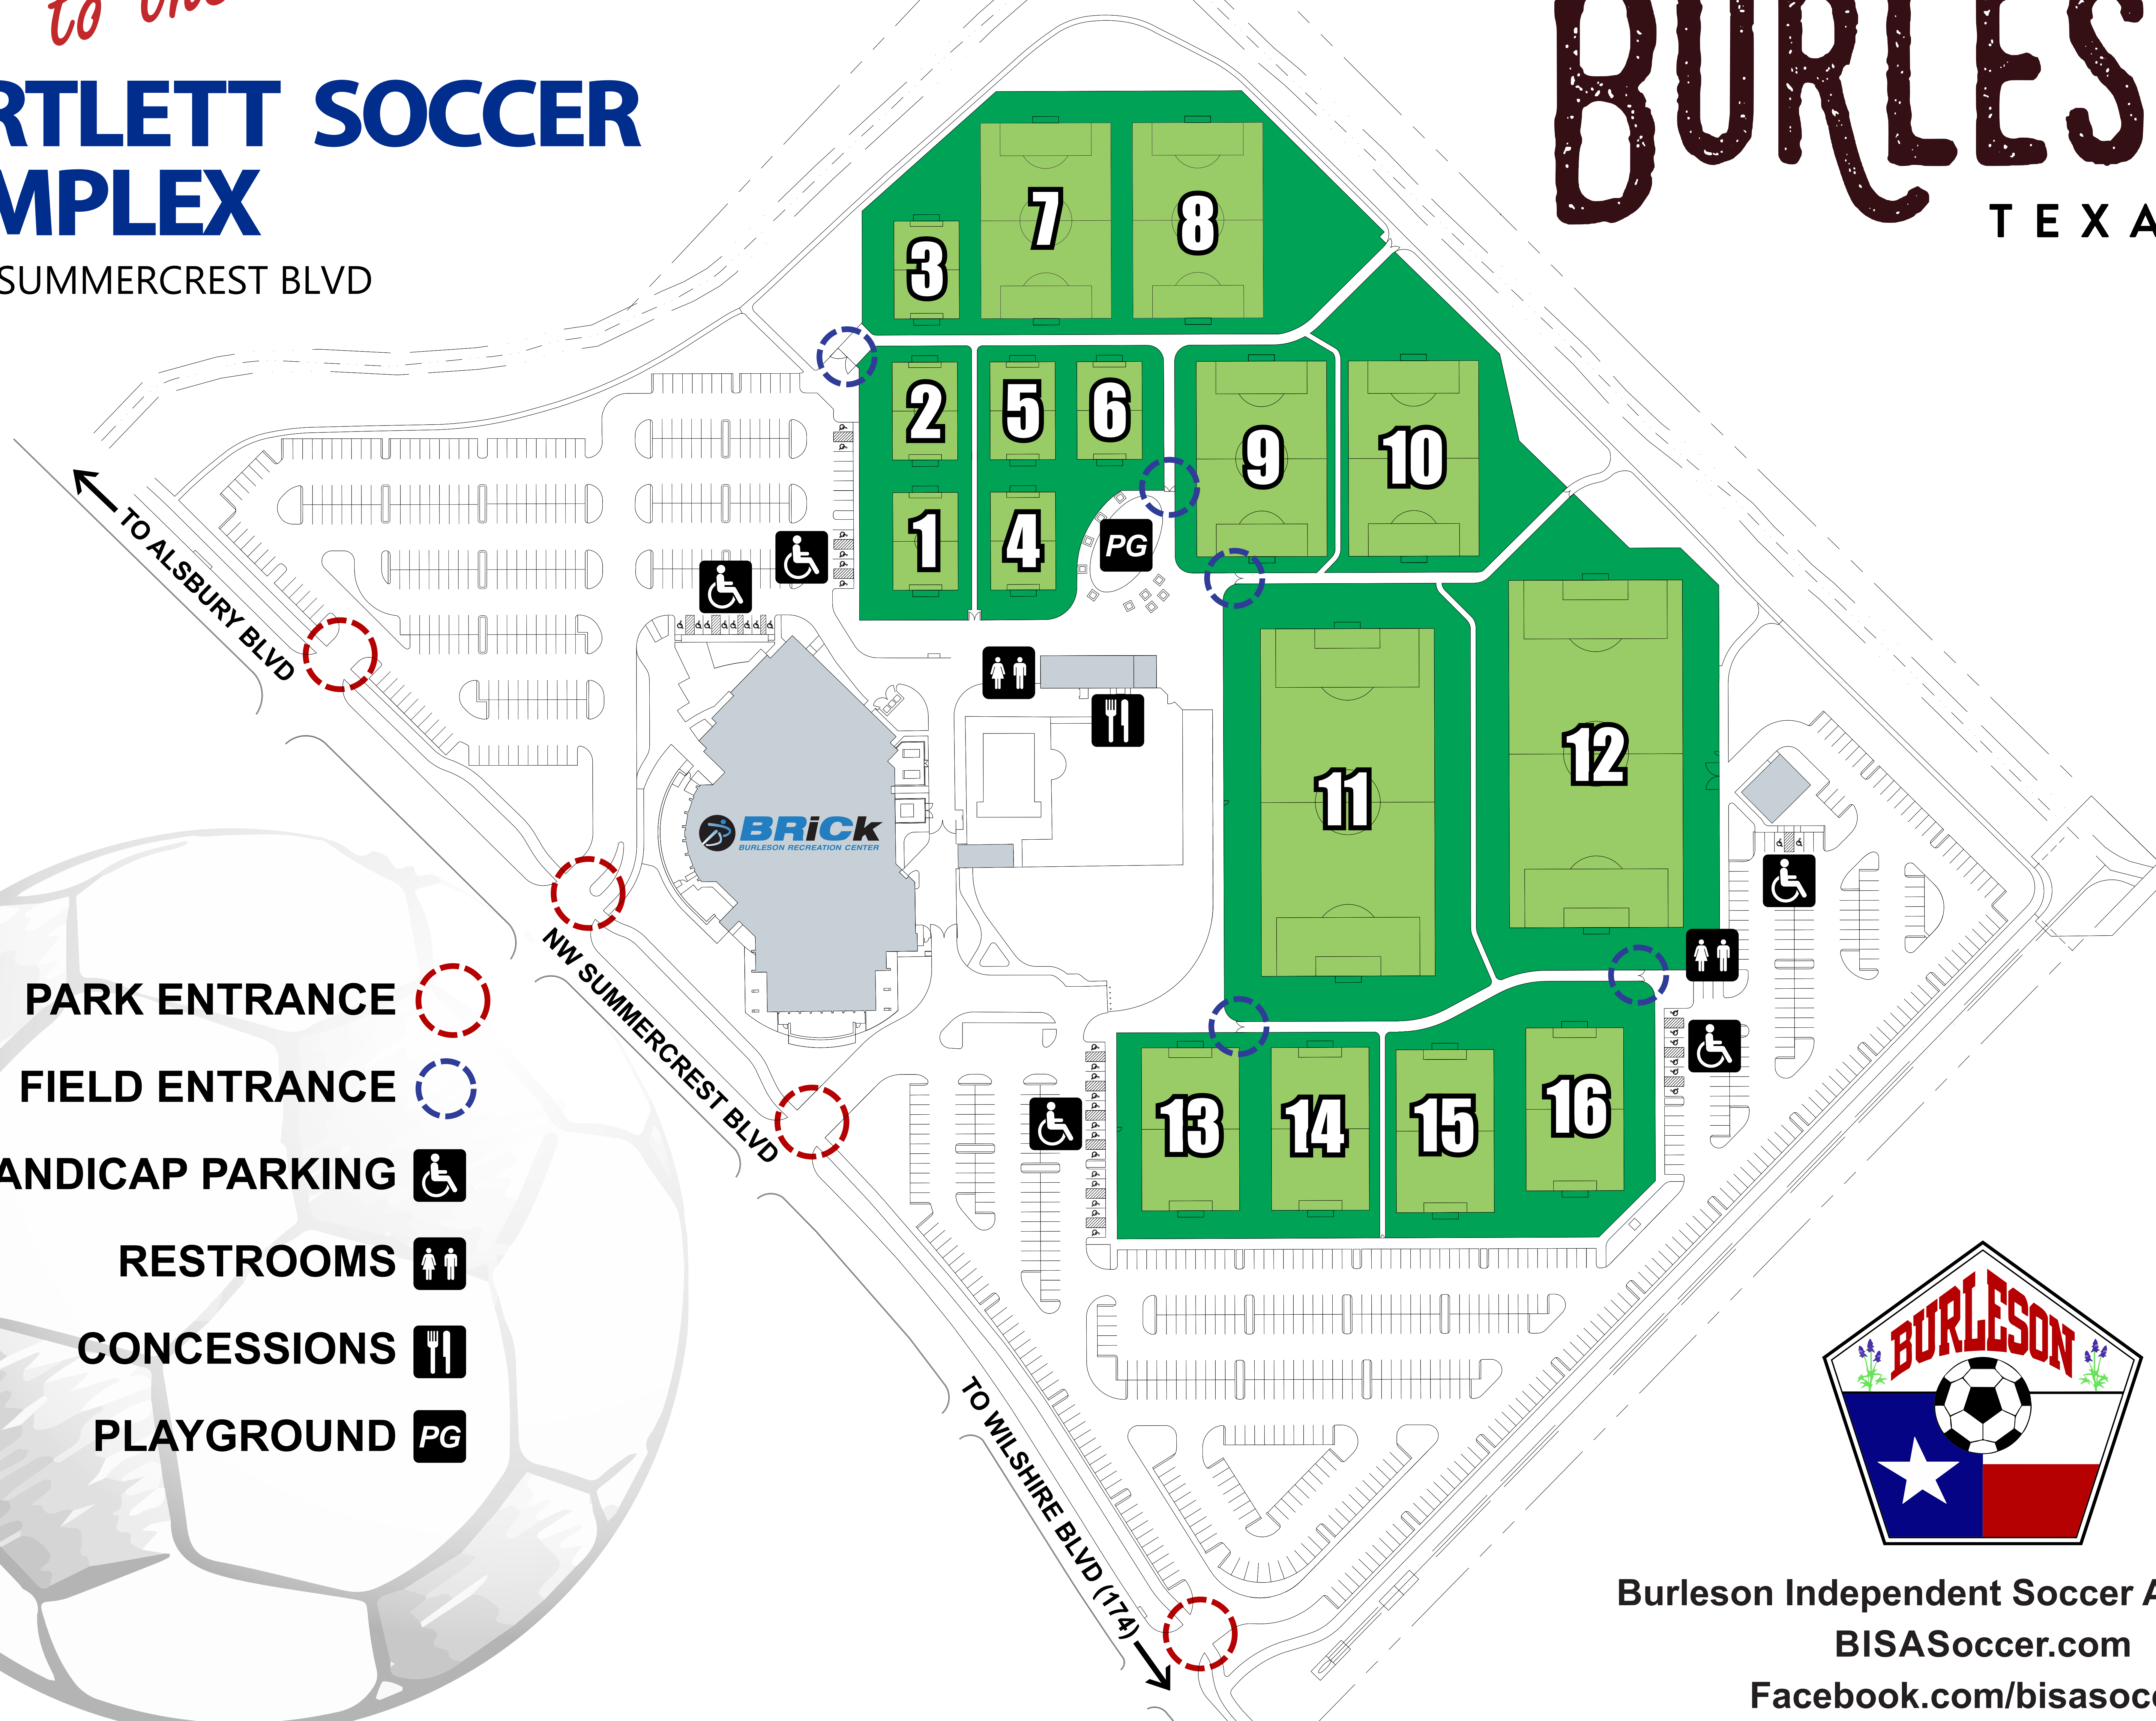 to the
RTLETT SOCCER
MPLEX
SUMMERCREST BLVD
BURLES
TEXA
7
8
3
2
5
6
9
10
1
4
PG
TO ALSBURY BLVD
12
11
BRiCk
BURLESON RECREATION CENTER
NW SUMMERCREST BLVD
PARK ENTRANCE
FIELD ENTRANCE
ANDICAP PARKING
RESTROOMS
CONCESSIONS
PLAYGROUND PG
13
14
15
16
TO WILSHIRE BLVD (174)
BURLESON
Burleson Independent Soccer A
BISASoccer.com
Facebook.com/bisasocc